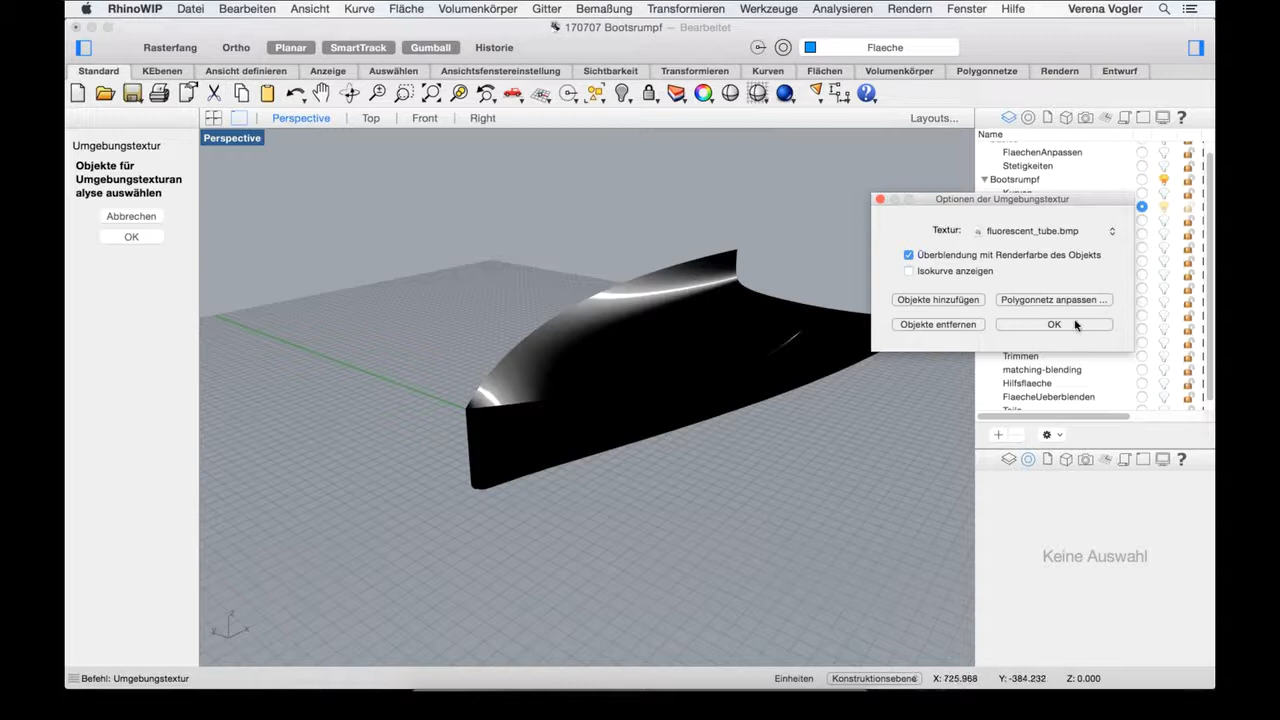 RhinoWIP Datei Bearbeiten Ansicht Kurve Fläche Volumenkörper Gitter Bemaßung Transformieren Werkzeuge Analysieren Rendern Fenster Hilfe Verena Vogler
170707 Bootsrumpf — Bearbeitet
Rasterfang Ortho Planar SmartTrack Gumball Historie Flaeche
Standard KEbenen Ansicht definieren Anzeige Auswählen Ansichtsfenstereinstellung Sichtbarkeit Transformieren Kurven Flächen Volumenkörper Polygonnetze Rendern Entwurf
Perspective Top Front Right Layouts...
Perspective
Umgebungstextur
Objekte für
Umgebungstexturan
alyse auswählen
Abbrechen
OK
Name
FlaechenAnpassen
Stetigkeiten
Bootsrumpf
Optionen der Umgebungstextur
Textur: fluorescent_tube.bmp
Überblendung mit Renderfarbe des Objekts
Isokurve anzeigen
Objekte hinzufügen Polygonnetz anpassen ...
Objekte entfernen OK
Trimmen
matching-blending
Hilfsflaeche
FlaecheUeberblenden
Keine Auswahl
z
y x
Befehl: Umgebungstextur Einheiten Konstruktionsebene X: 725.968 Y: -384.232 Z: 0.000